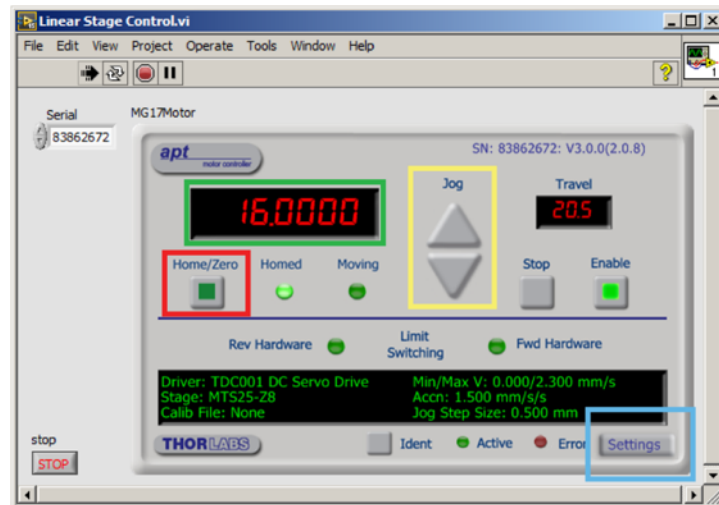 Linear Stage Control.vi
File Edit View Project Operate Tools Window Help
1
Serial
83862672
MG17Motor
apt
motor controller
SN: 83862672: V3.0.0(2.0.8)
16.0000
Jog
Travel
20.5
Home/Zero Homed Moving
Stop Enable
Rev Hardware
Limit
Switching
Fwd Hardware
Driver: TDC001 DC Servo Drive
Stage: MTS25-Z8
Calib File: None
Min/Max V: 0.000/2.300 mm/s
Accn: 1.500 mm/s/s
Jog Step Size: 0.500 mm
THORLABS
Ident Active Error Settings
stop
STOP